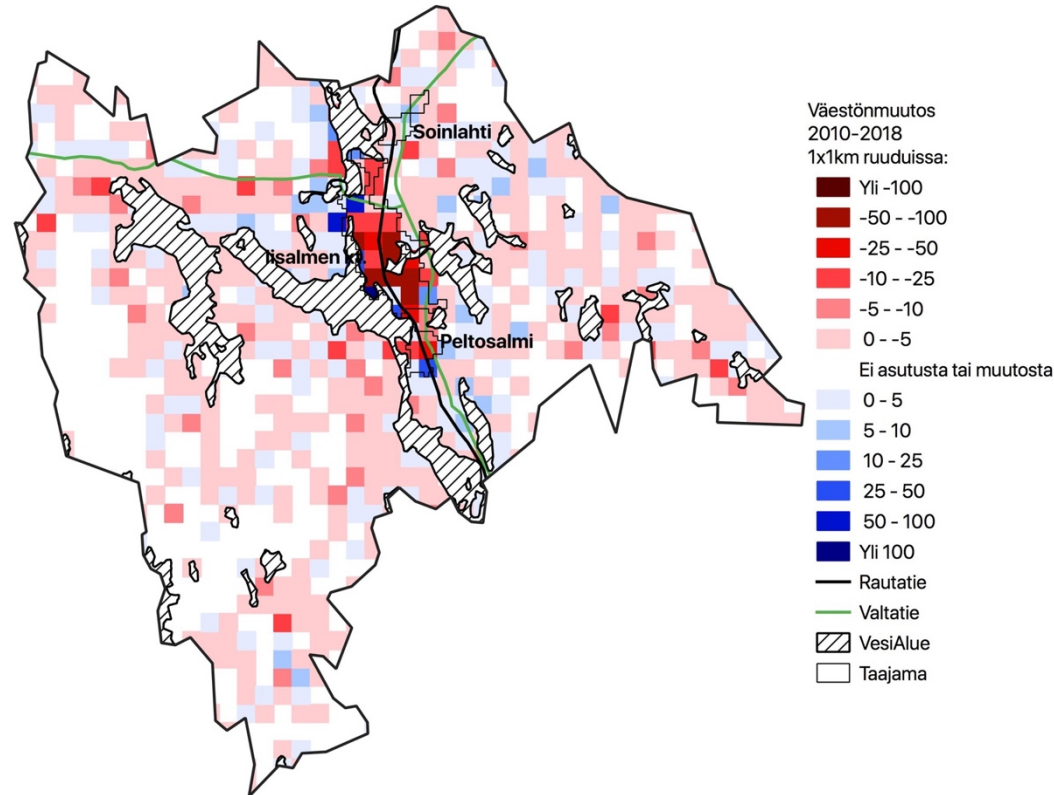 Väestönmuutos
2010-2018
1x1km ruuduissa:
Yli -100
-50 - -100
-25 - -50
-10 - -25
-5 - -10
0 - -5
Ei asutusta tai muutosta
0 - 5
5 - 10
10 - 25
25 - 50
50 - 100
Yli 100
Rautatie
Valtatie
VesiAlue
Taajama
Soinlahti
Iisalmen
Peltosalmi